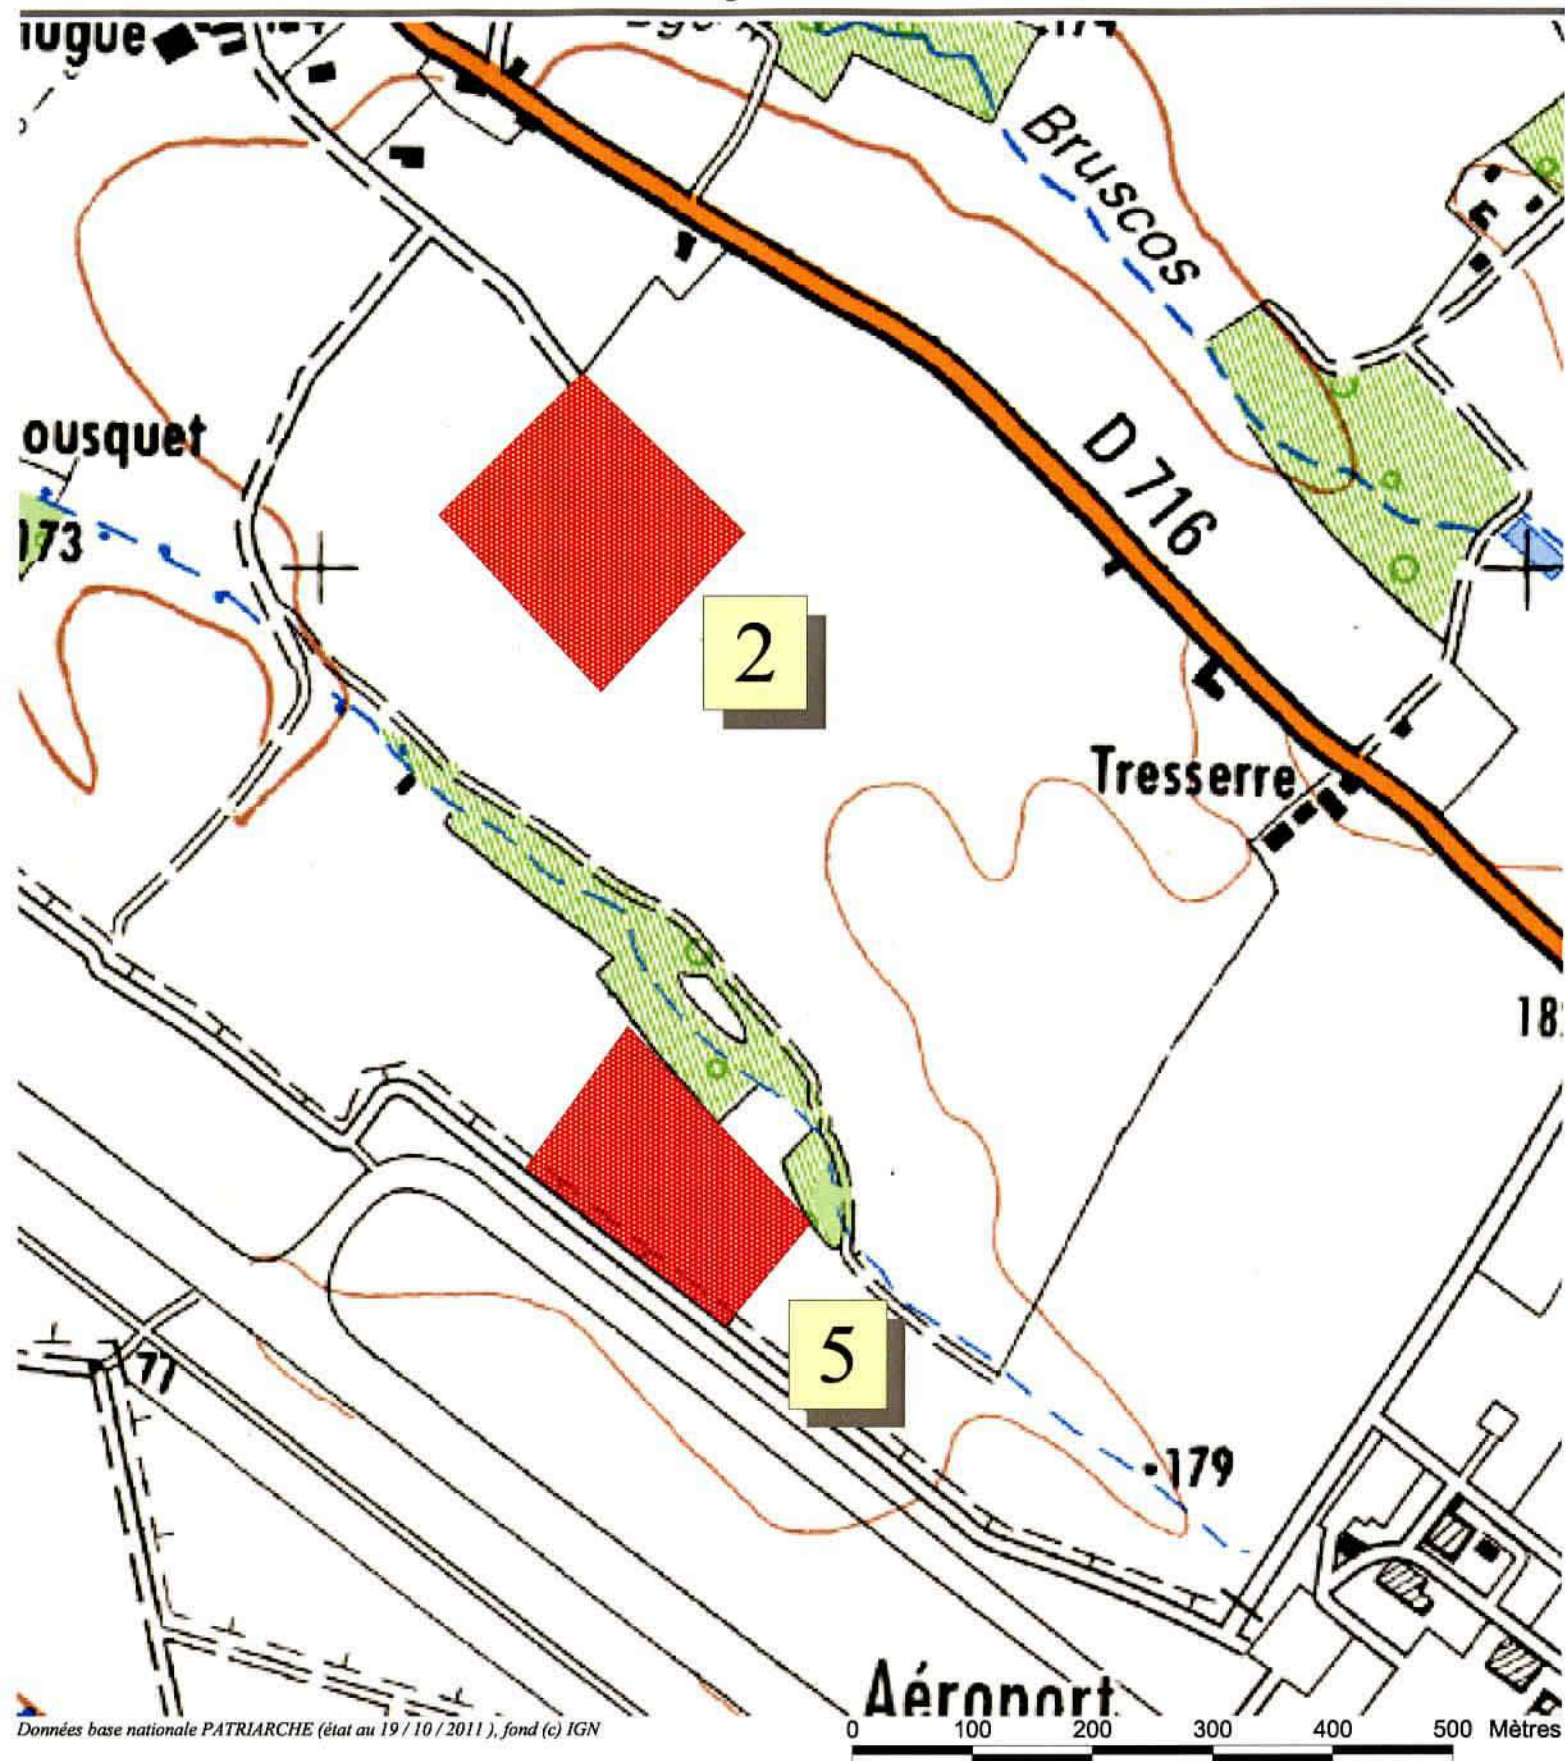 Bruscos
ousquet
D 716
173
2
Tresserre
18
5
77
179
Aéroport
Données base nationale PATRIARCHE (état au 19 / 10 / 2011 ), fond (c) IGN
0 100 200 300 400 500 Mètres